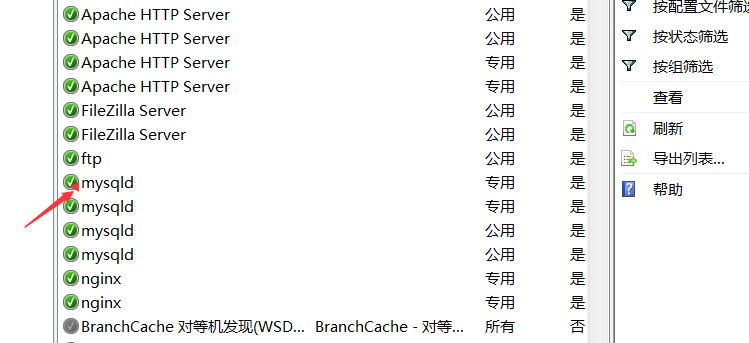 Apache HTTP Server 公用 是
Apache HTTP Server 公用 是
Apache HTTP Server 专用 是
Apache HTTP Server 专用 是
FileZilla Server 公用 是
FileZilla Server 公用 是
ftp 公用 是
mysqld 专用 是
mysqld 专用 是
mysqld 公用 是
mysqld 公用 是
nginx 专用 是
nginx 专用 是
BranchCache 对等机发现(WSD... BranchCache - 对等... 所有 否
按配置文件筛选
按状态筛选
按组筛选
查看
刷新
导出列表...
帮助